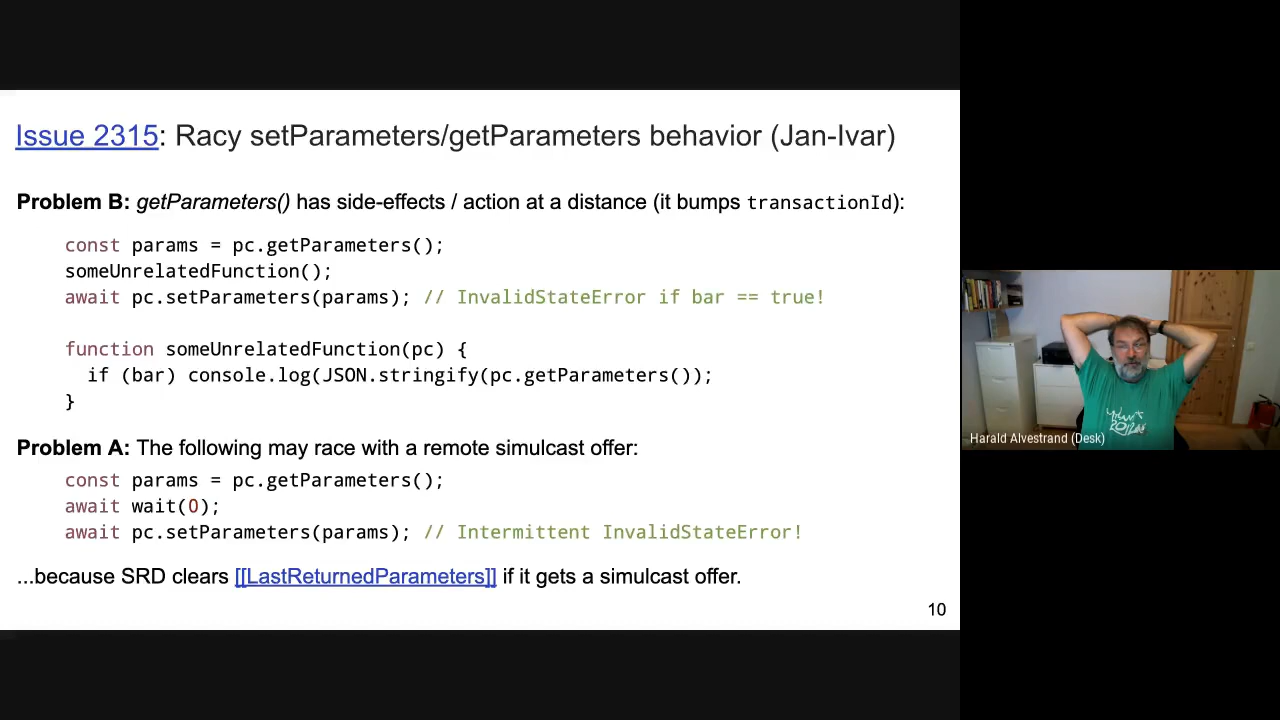 Issue 2315: Racy setParameters/getParameters behavior (Jan-Ivar)
Problem B: getParameters() has side-effects / action at a distance (it bumps transactionId):
const params = pc.getParameters();
someUnrelatedFunction();
await pc.setParameters(params); // InvalidStateError if bar == true!
function someUnrelatedFunction(pc) {
if (bar) console.log(JSON.stringify(pc.getParameters());
}
Problem A: The following may race with a remote simulcast offer:
const params = pc.getParameters();
await wait(0);
await pc.setParameters(params); // Intermittent InvalidStateError!
...because SRD clears [[LastReturnedParameters]] if it gets a simulcast offer.
10
Harald Alvestrand (Desk)